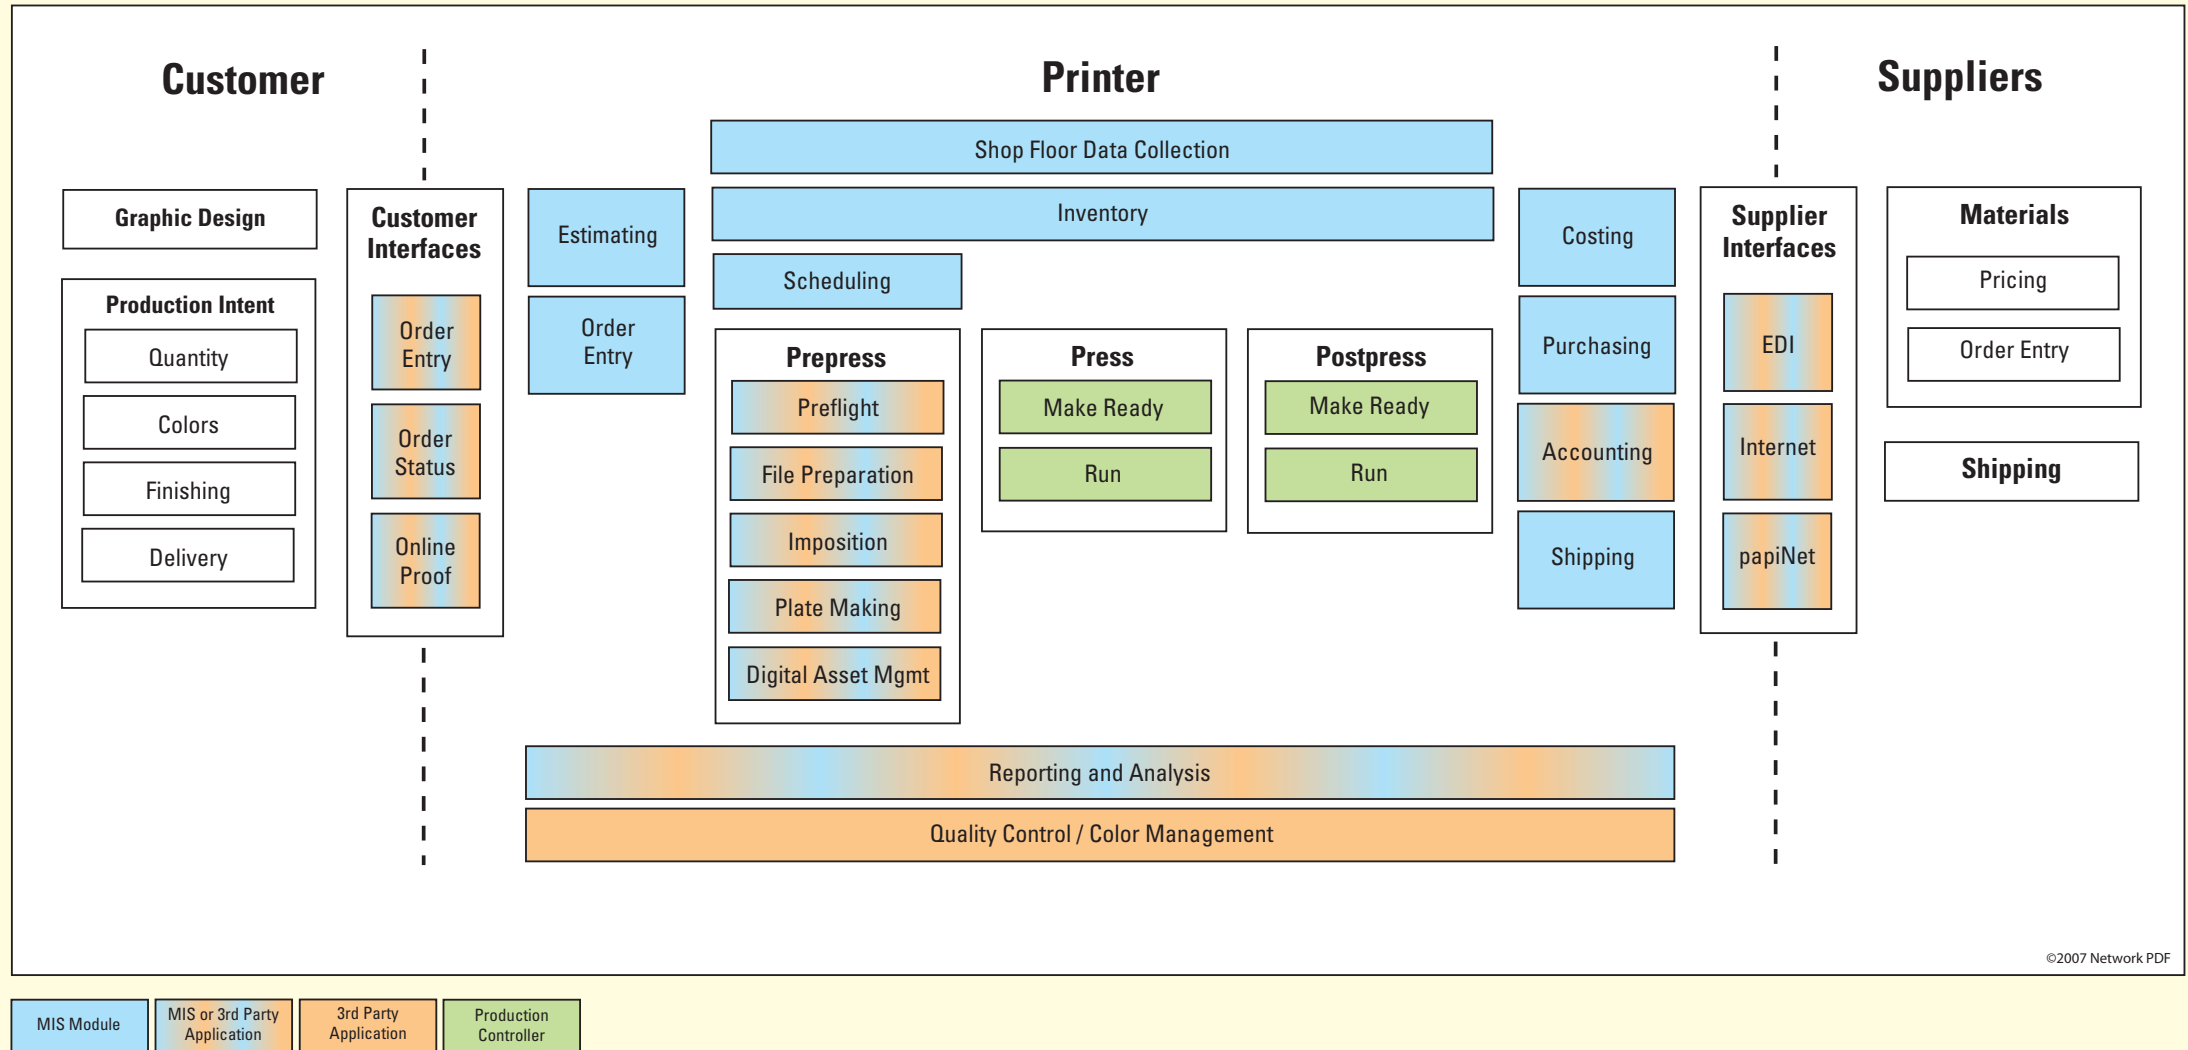 Customer
Printer
Suppliers
Graphic Design
Production Intent
Quantity
Colors
Finishing
Delivery
Customer
Interfaces
Order
Entry
Order
Status
Online
Proof
Estimating
Order
Entry
Shop Floor Data Collection
Inventory
Scheduling
Prepress
Preflight
File Preparation
Imposition
Plate Making
Digital Asset Mgmt
Press
Make Ready
Run
Postpress
Make Ready
Run
Costing
Purchasing
Accounting
Shipping
Supplier
Interfaces
EDI
Internet
papiNet
Materials
Pricing
Order Entry
Shipping
Reporting and Analysis
Quality Control / Color Management
©2007 Network PDF
MIS Module
MIS or 3rd Party
Application
3rd Party
Application
Production
Controller